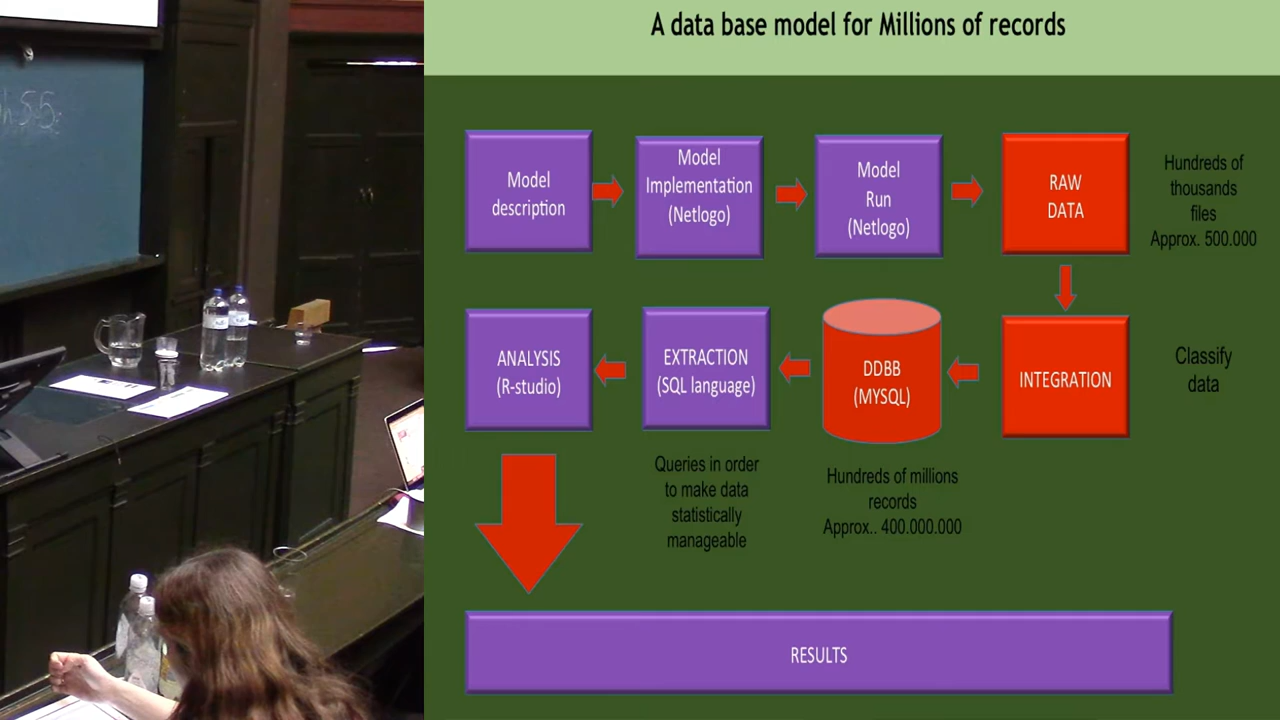 A data base model for Millions of records
Model
description
Model
Implementation
(Netlogo)
Model
Run
(Netlogo)
RAW
DATA
Hundreds of
thousands
files
Approx. 500.000
INTEGRATION
Classify
data
DDBB
(MYSQL)
Hundreds of millions
records
Approx.. 400.000.000
EXTRACTION
(SQL language)
Queries in order
to make data
statistically
manageable
ANALYSIS
(R-studio)
RESULTS